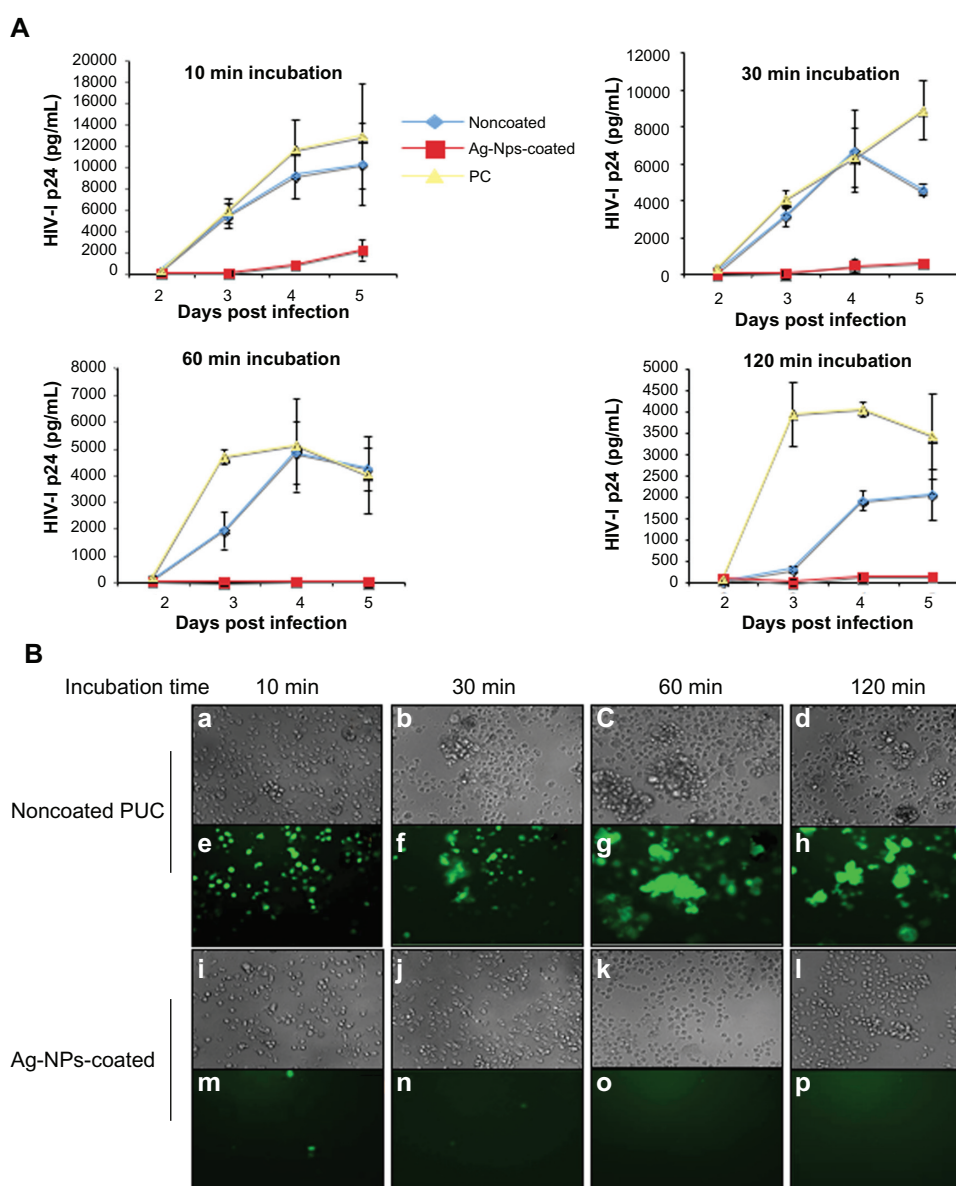 A
10 min incubation
HIV-I p24 (pg/mL)
20000
18000
16000
14000
12000
10000
8000
6000
4000
2000
0
2 3 4 5
Days post infection
Noncoated
Ag-Nps-coated
PC
30 min incubation
HIV-I p24 (pg/mL)
12000
10000
8000
6000
4000
2000
0
2 3 4 5
Days post infection
60 min incubation
HIV-I p24 (pg/mL)
8000
7000
6000
5000
4000
3000
2000
1000
0
2 3 4 5
Days post infection
120 min incubation
HIV-I p24 (pg/mL)
5000
4500
4000
3500
3000
2500
2000
1500
1000
500
0
2 3 4 5
Days post infection
B
Incubation time 10 min 30 min 60 min 120 min
Noncoated PUC
a b C d
e f g h
Ag-NPs-coated
i j k l
m n o p